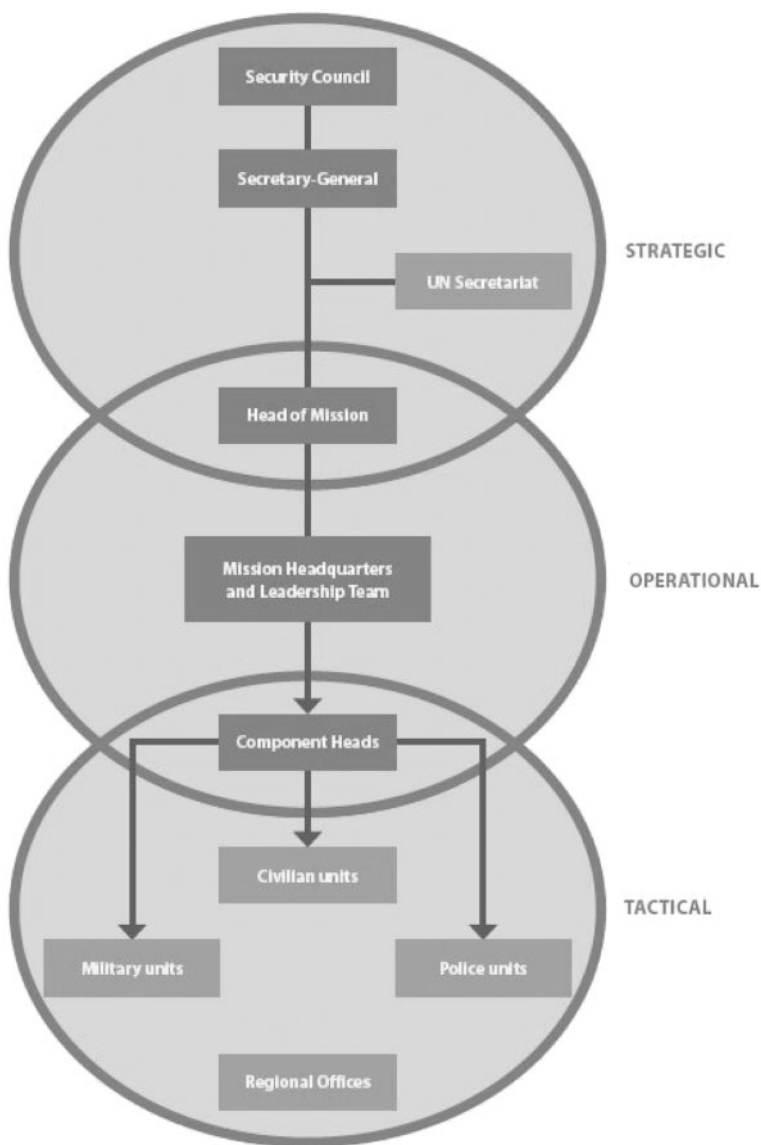 Security Council
Secretary-General
STRATEGIC
UN Secretariat
Head of Mission
Mission Headquarters
and Leadership Team
OPERATIONAL
Component Heads
Civilian units
TACTICAL
Military units
Police units
Regional Offices